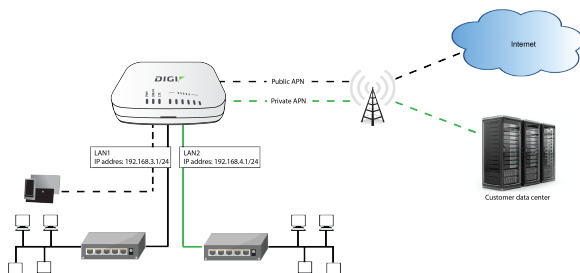 Internet
DIGI
Public APN
Private APN
LAN1
IP addres: 192.168.3.1/24
LAN2
IP addres: 192.168.4.1/24
Customer data center